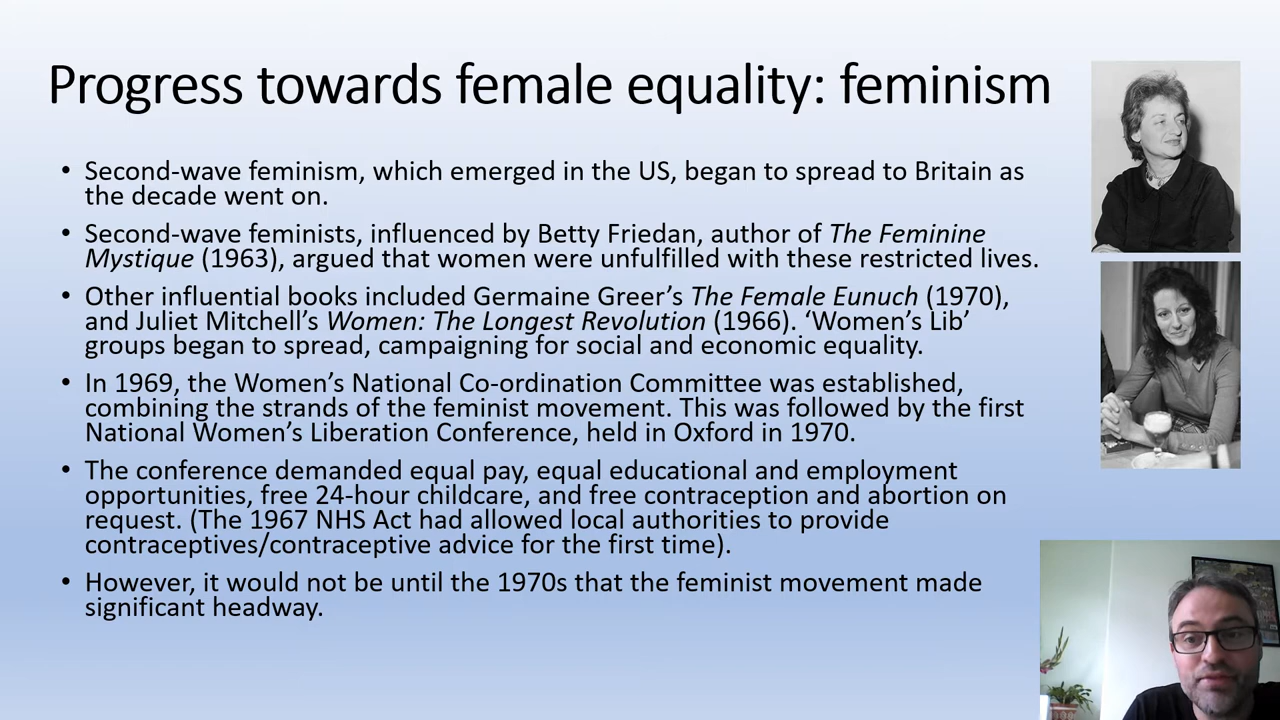 Progress towards female equality: feminism
• Second-wave feminism, which emerged in the US, began to spread to Britain as
the decade went on.
• Second-wave feminists, influenced by Betty Friedan, author of The Feminine
Mystique (1963), argued that women were unfulfilled with these restricted lives.
• Other influential books included Germaine Greer’s The Female Eunuch (1970),
and Juliet Mitchell’s Women: The Longest Revolution (1966). ‘Women’s Lib’
groups began to spread, campaigning for social and economic equality.
• In 1969, the Women’s National Co-ordination Committee was established,
combining the strands of the feminist movement. This was followed by the first
National Women’s Liberation Conference, held in Oxford in 1970.
• The conference demanded equal pay, equal educational and employment
opportunities, free 24-hour childcare, and free contraception and abortion on
request. (The 1967 NHS Act had allowed local authorities to provide
contraceptives/contraceptive advice for the first time).
• However, it would not be until the 1970s that the feminist movement made
significant headway.